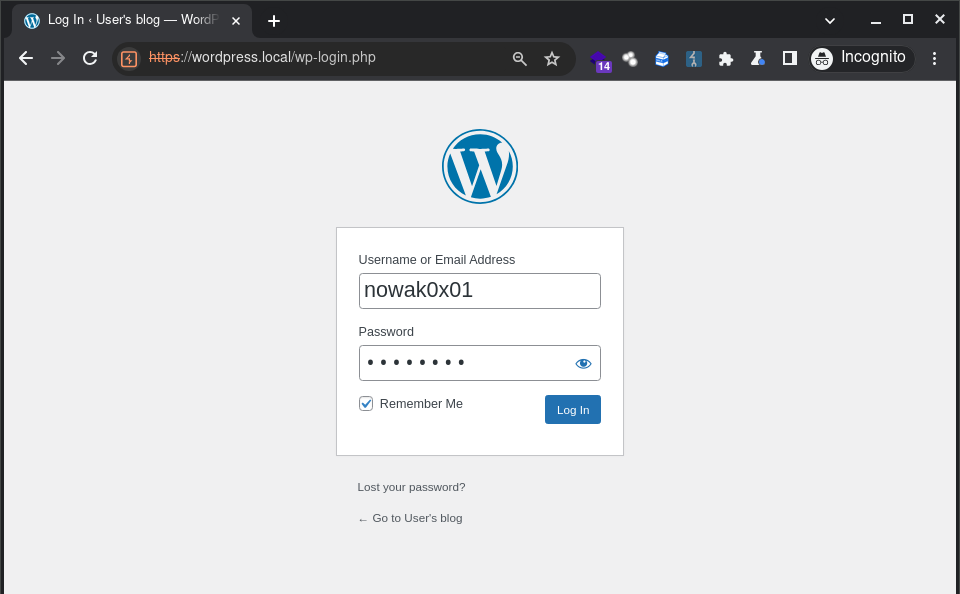 Log In ‹ User's blog — WordP
https://wordpress.local/wp-login.php
14
Incognito
Username or Email Address
nowak0x01
Password
••••••••
Remember Me
Log In
Lost your password?
← Go to User's blog